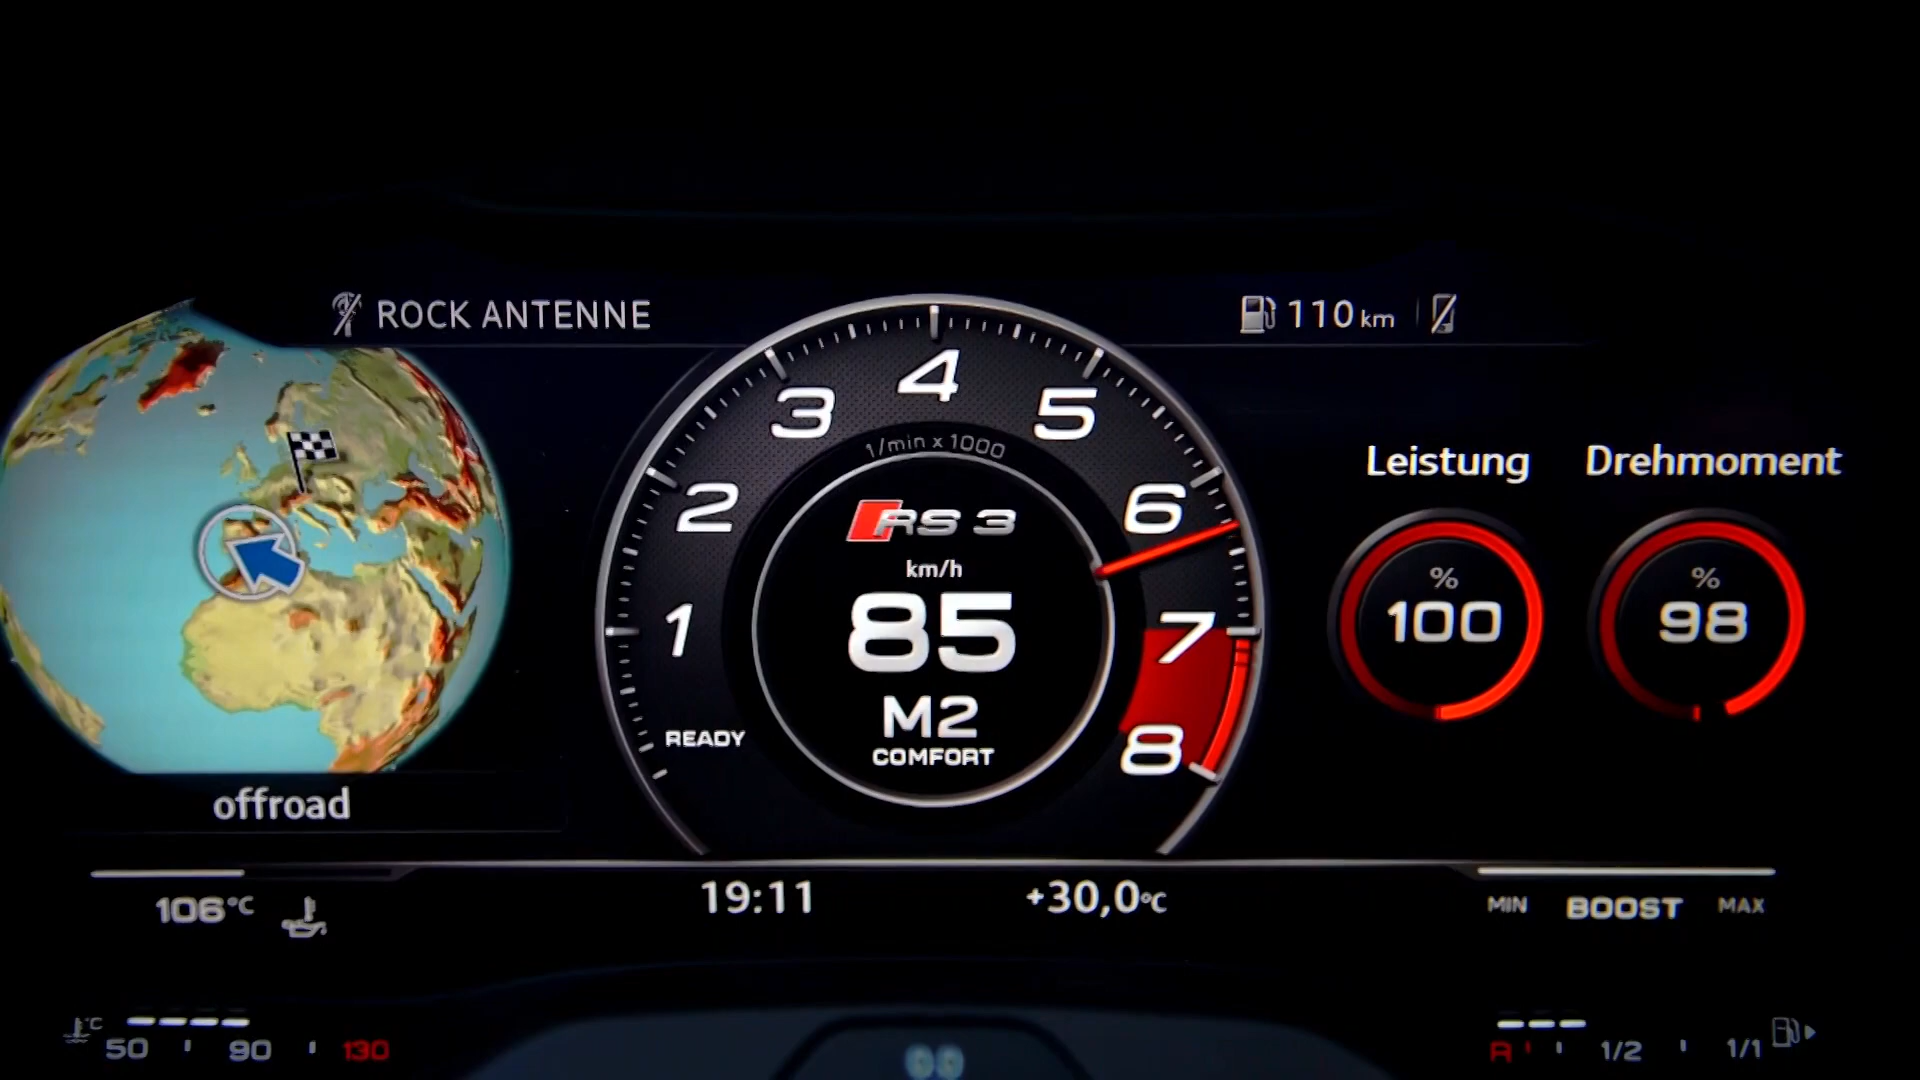 ROCK ANTENNE
110 km
4
3
5
1/min x 1000
2
6
RS 3
km/h
85
1
7
M2
COMFORT
READY
8
Leistung
Drehmoment
%
100
%
98
offroad
106°C
19:11
+30,0°C
MIN BOOST MAX
°C
50 90 130
R 1/2 1/1